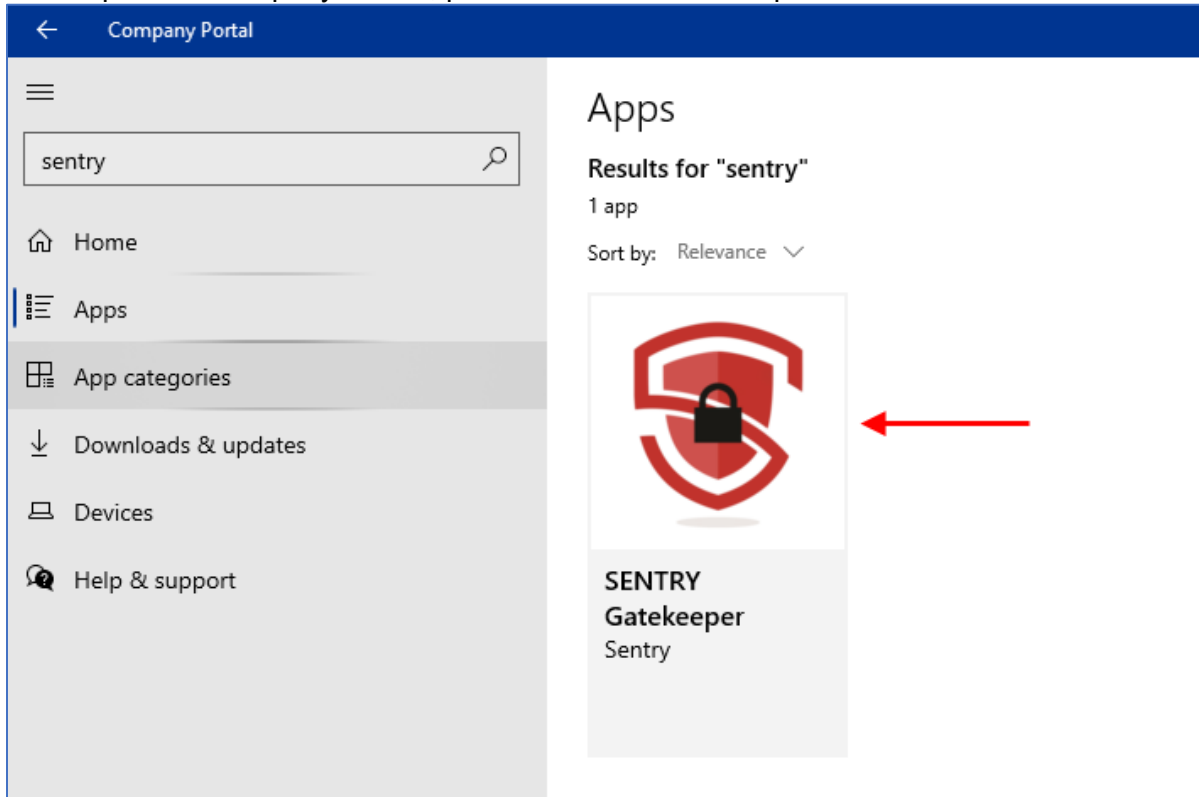 Company Portal
sentry
Home
Apps
App categories
Downloads & updates
Devices
Help & support
Apps
Results for "sentry"
1 app
Sort by: Relevance
SENTRY
Gatekeeper
Sentry